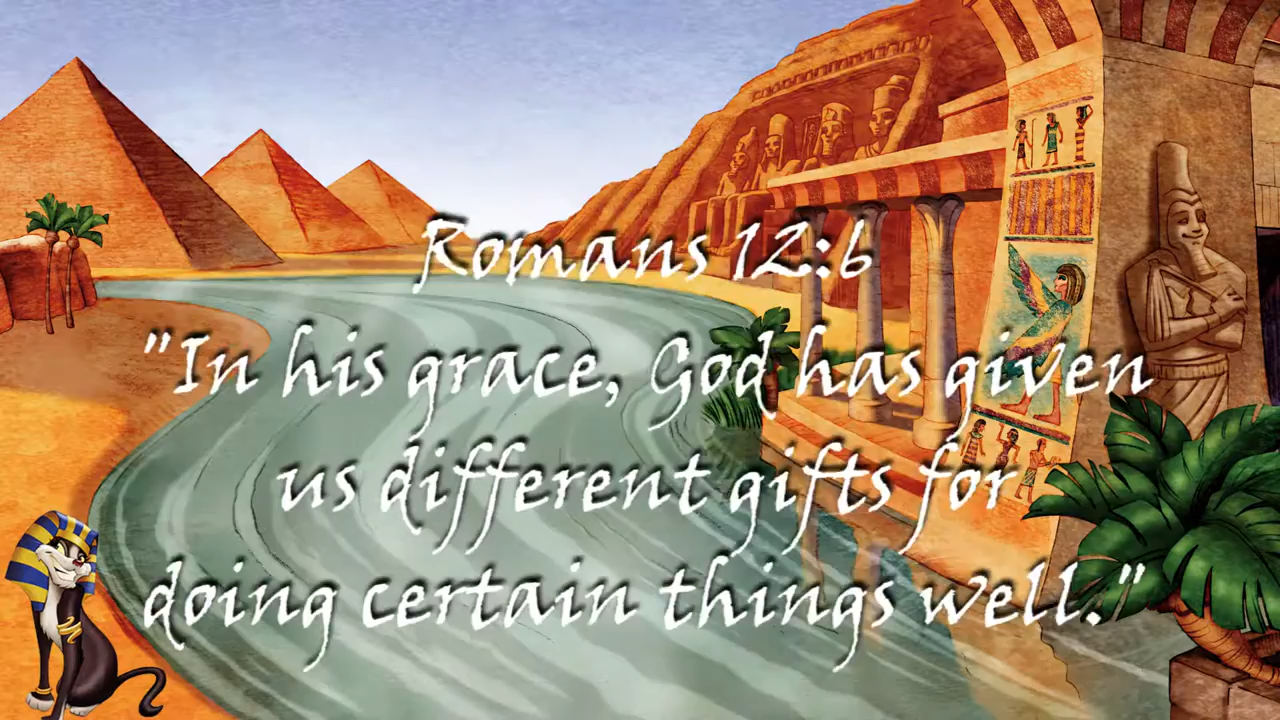 Romans 12:6
"In his grace, God has given
us different gifts for
doing certain things well."